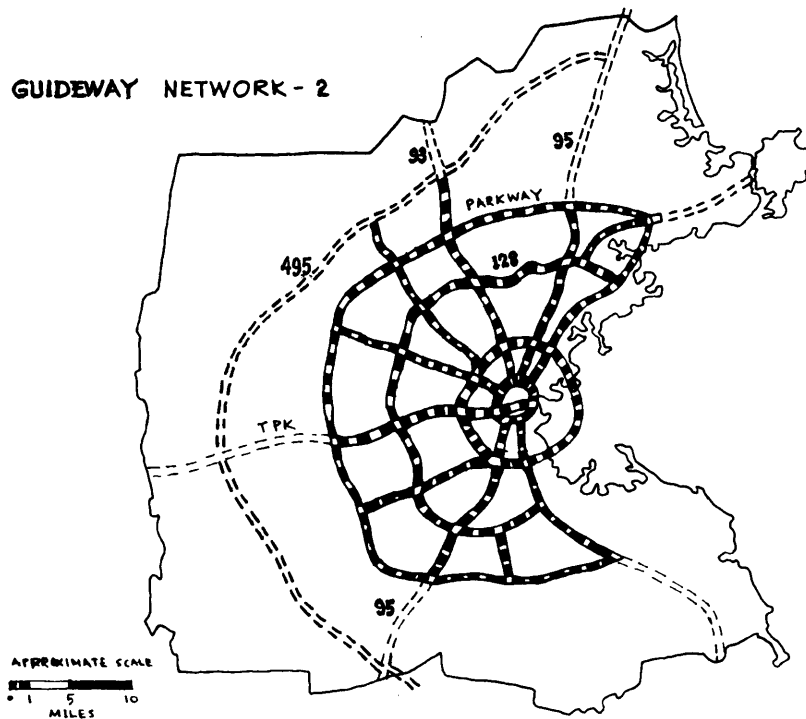 GUIDEWAY NETWORK - 2
93
95
PARKWAY
128
495
TPK
95
APPROXIMATE SCALE
0 1 5 10
MILES